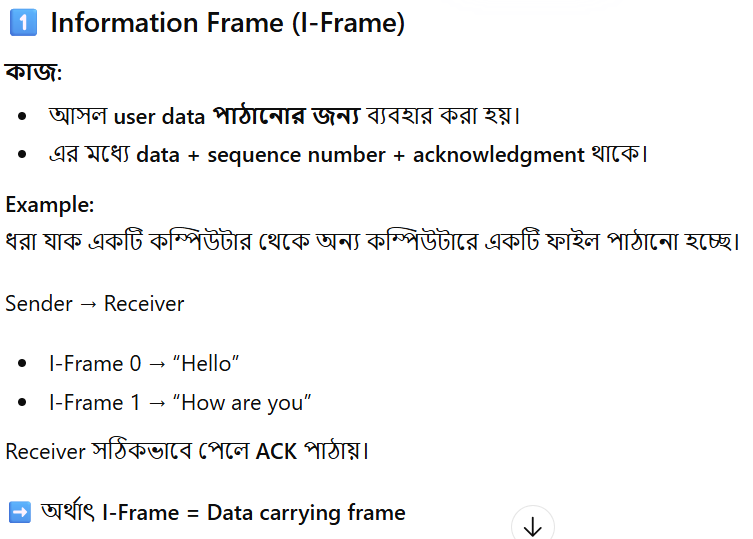 1 Information Frame (I-Frame)
কাজ:
• আসল user data পাঠানোর জন্য ব্যবহার করা হয়।
• এর মধ্যে data + sequence number + acknowledgment থাকে।
Example:
ধরা যাক একটি কম্পিউটার থেকে অন্য কম্পিউটারে একটি ফাইল পাঠানো হচ্ছে।
Sender → Receiver
• I-Frame 0 → “Hello”
• I-Frame 1 → “How are you”
Receiver সঠিকভাবে পেলে ACK পাঠায়।
➡ অর্থাৎ I-Frame = Data carrying frame